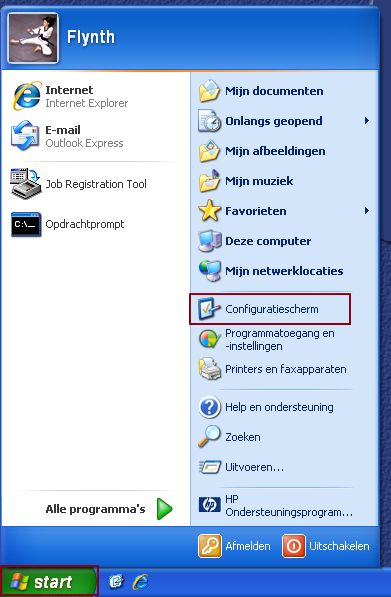 Flynth
Internet
Internet Explorer
E-mail
Outlook Express
Job Registration Tool
C:\_
Opdrachtprompt
Alle programma's
Mijn documenten
Onlangs geopend
Mijn afbeeldingen
Mijn muziek
Favorieten
Deze computer
Mijn netwerklocaties
Configuratiescherm
Programmatoegang en
-instellingen
Printers en faxapparaten
Help en ondersteuning
Zoeken
Uitvoeren...
hp
HP
Ondersteuningsprogram...
Afmelden
Uitschakelen
start